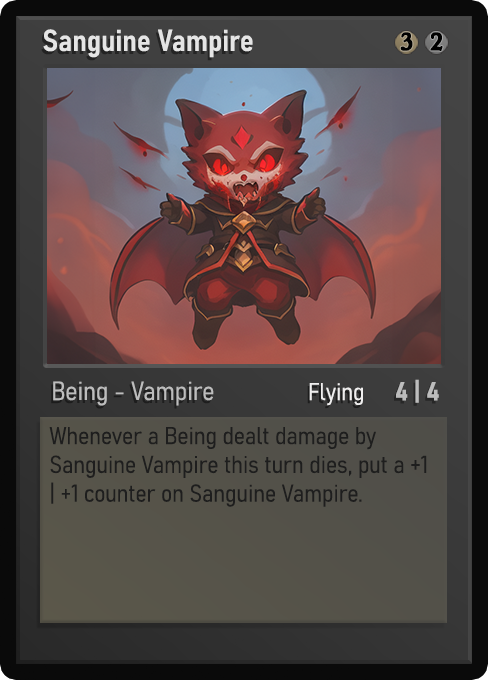 Sanguine Vampire 3 2
Being - Vampire Flying 4 | 4
Whenever a Being dealt damage by
Sanguine Vampire this turn dies, put a +1
| +1 counter on Sanguine Vampire.